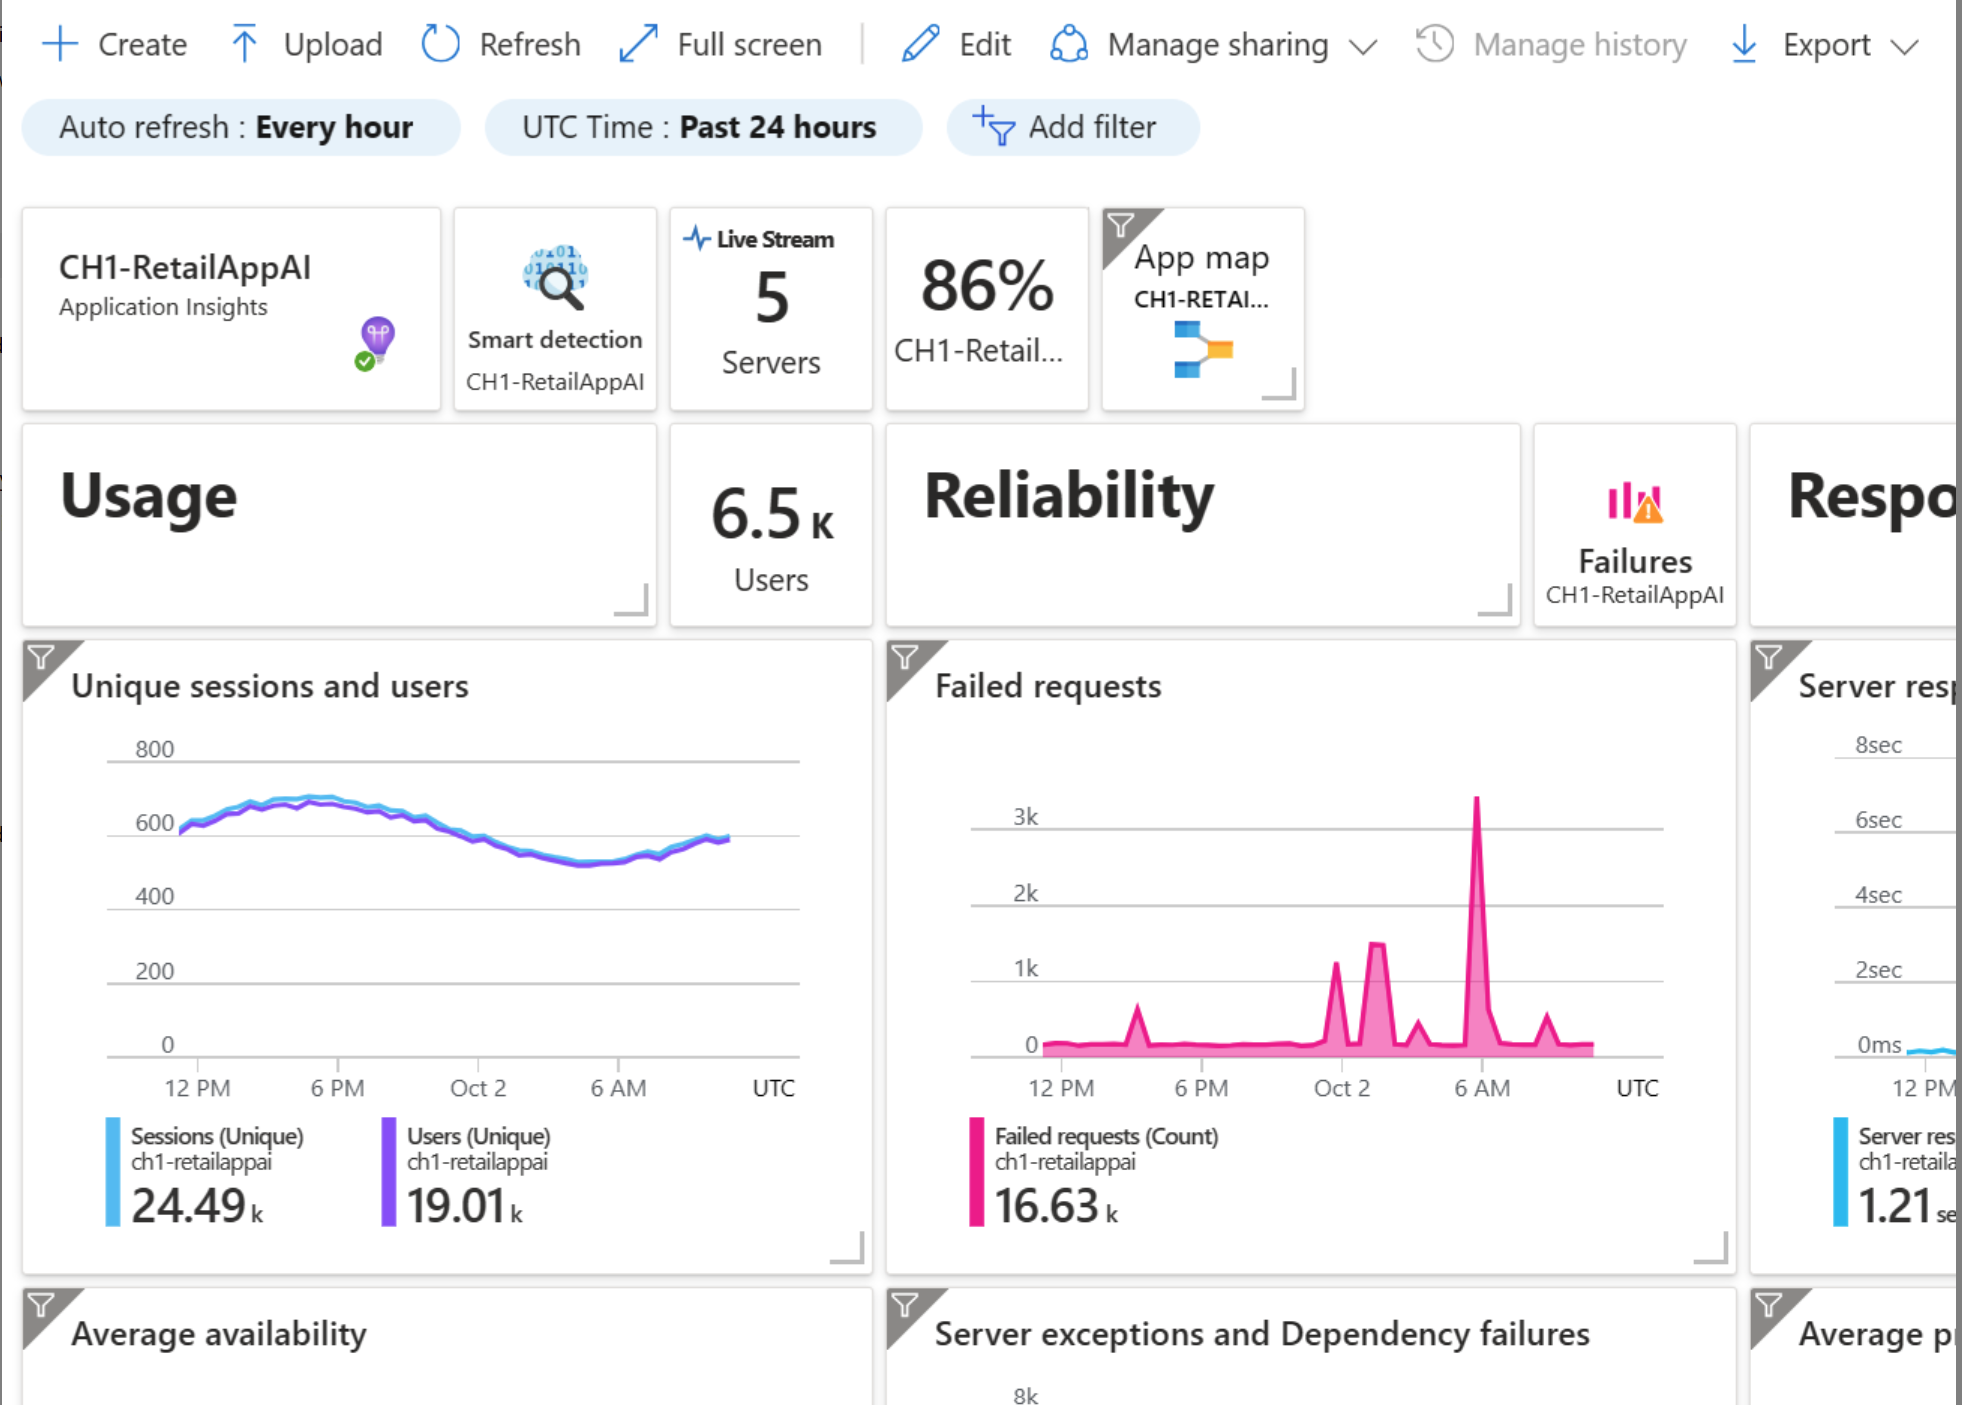 Create
Upload
Refresh
Full screen
Edit
Manage sharing
Manage history
Export
Auto refresh : Every hour
UTC Time : Past 24 hours
Add filter
CH1-RetailAppAI
Application Insights
Smart detection
CH1-RetailAppAI
Live Stream
5
Servers
86%
CH1-Retail...
App map
CH1-RETAI...
Usage
6.5 K
Users
Reliability
Failures
CH1-RetailAppAI
Respo
Unique sessions and users
800
600
400
200
0
12 PM
6 PM
Oct 2
6 AM
UTC
Sessions (Unique)
ch1-retailappai
24.49 k
Users (Unique)
ch1-retailappai
19.01 k
Failed requests
3k
2k
1k
0
12 PM
6 PM
Oct 2
6 AM
UTC
Failed requests (Count)
ch1-retailappai
16.63 k
Server res
8sec
6sec
4sec
2sec
0ms
12 PM
Server res
ch1-retaila
1.21 se
Average availability
Server exceptions and Dependency failures
8k
Average p